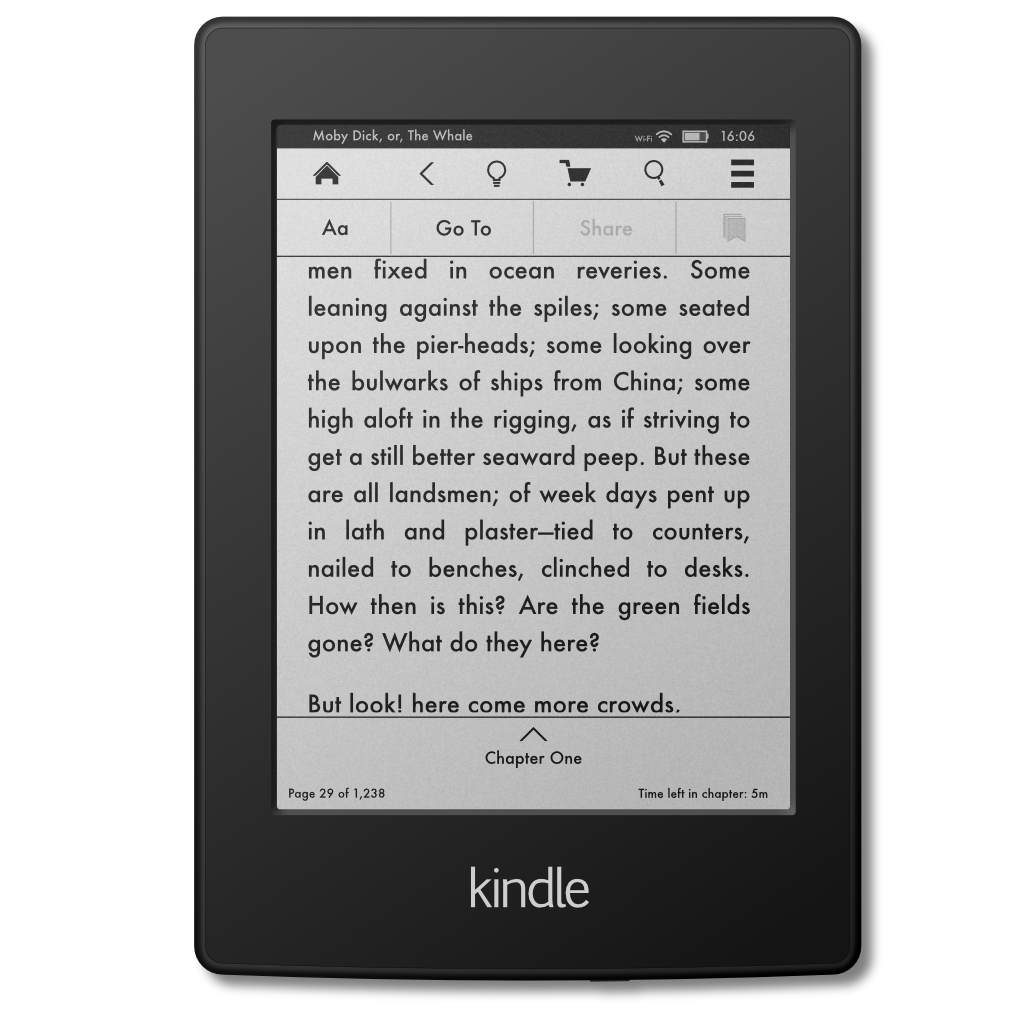 Moby Dick, or, The Whale Wi-Fi 16:06
Aa Go To Share
men fixed in ocean reveries. Some
leaning against the spiles; some seated
upon the pier-heads; some looking over
the bulwarks of ships from China; some
high aloft in the rigging, as if striving to
get a still better seaward peep. But these
are all landsmen; of week days pent up
in lath and plaster—tied to counters,
nailed to benches, clinched to desks.
How then is this? Are the green fields
gone? What do they here?
But look! here come more crowds.
Chapter One
Page 29 of 1,238 Time left in chapter: 5m
kindle